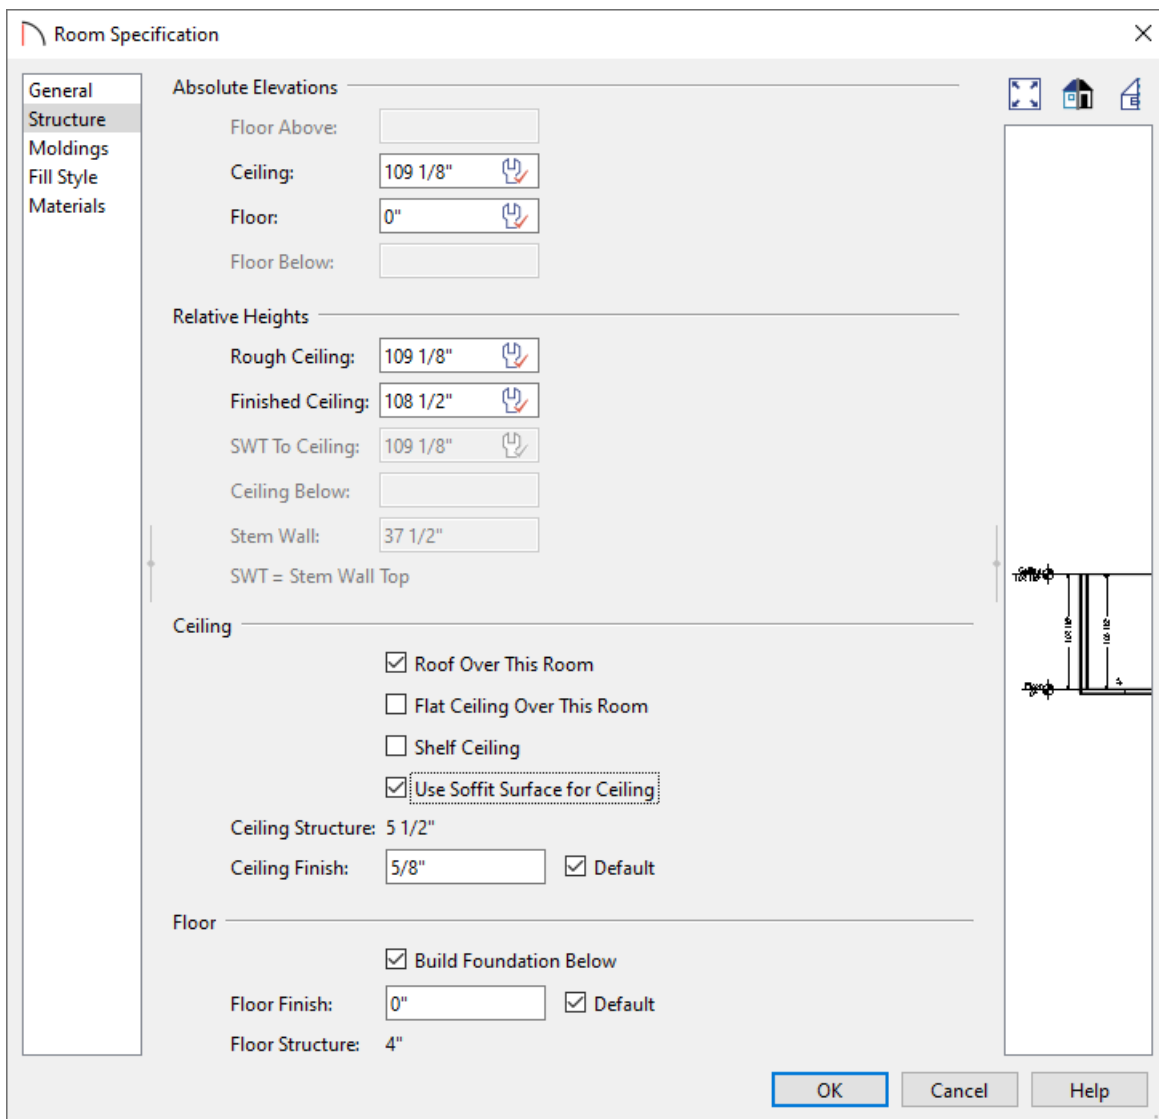 Room Specification
General
Structure
Moldings
Fill Style
Materials
Absolute Elevations
Floor Above:
Ceiling: 109 1/8"
Floor: 0"
Floor Below:
Relative Heights
Rough Ceiling: 109 1/8"
Finished Ceiling: 108 1/2"
SWT To Ceiling: 109 1/8"
Ceiling Below:
Stem Wall: 37 1/2"
SWT = Stem Wall Top
Ceiling
Roof Over This Room
Flat Ceiling Over This Room
Shelf Ceiling
Use Soffit Surface for Ceiling
Ceiling Structure: 5 1/2"
Ceiling Finish: 5/8" Default
Floor
Build Foundation Below
Floor Finish: 0" Default
Floor Structure: 4"
OK Cancel Help